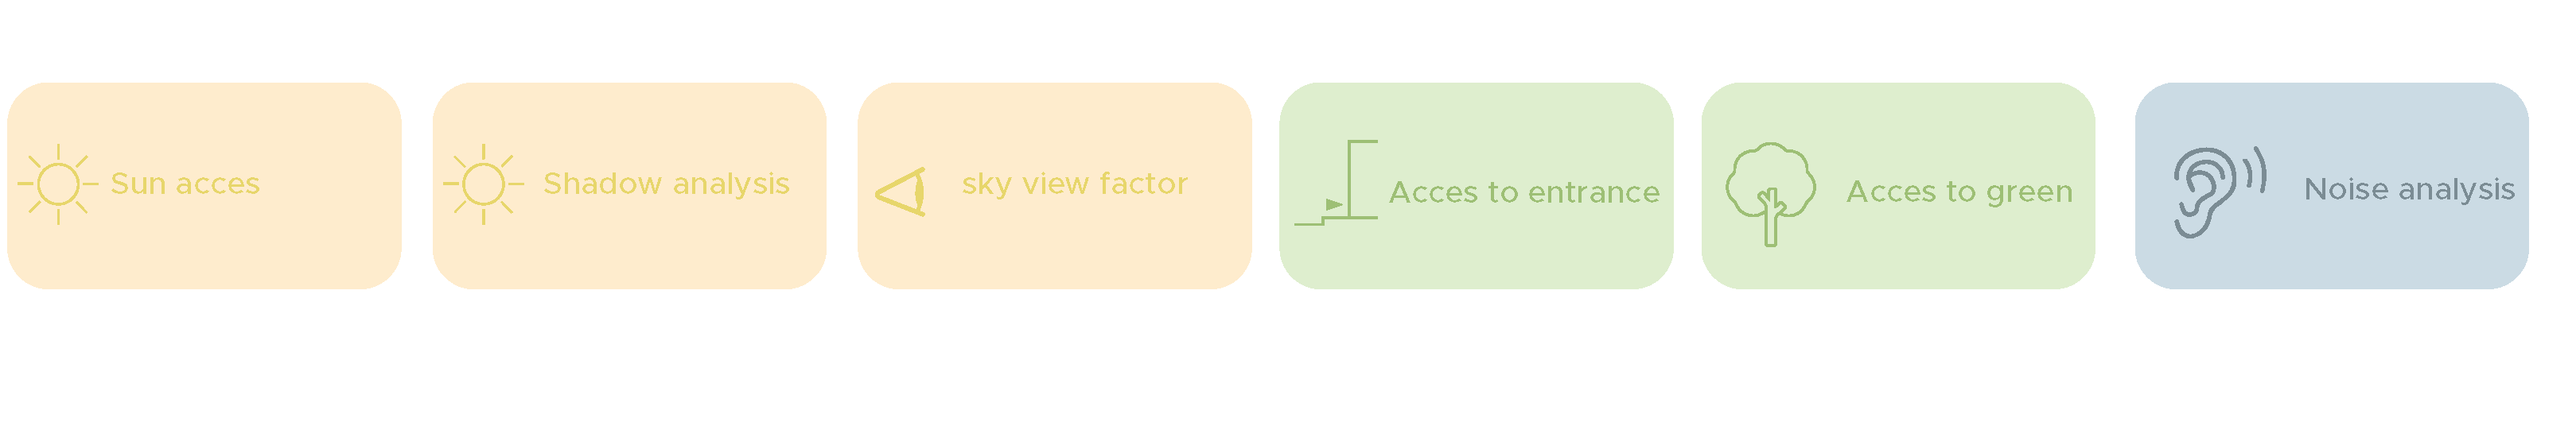 Sun acces
Shadow analysis
sky view factor
Acces to entrance
Acces to green
Noise analysis